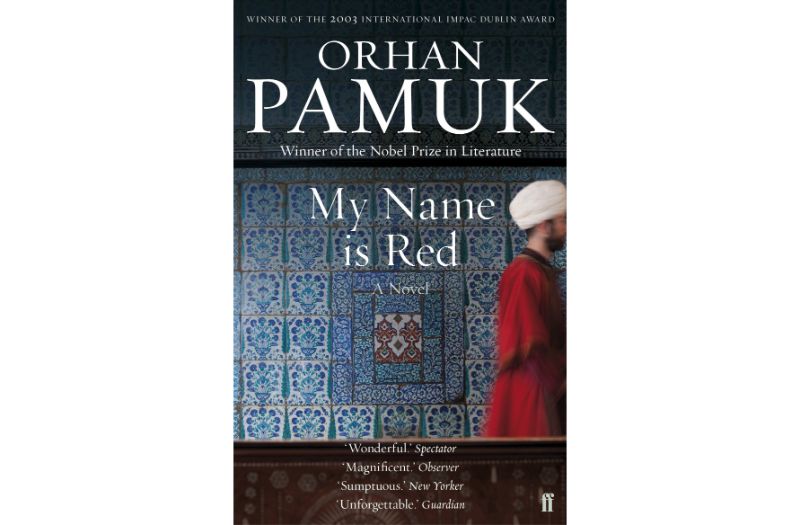 WINNER OF THE 2003 INTERNATIONAL IMPAC DUBLIN AWARD
ORHAN
PAMUK
Winner of the Nobel Prize in Literature
My Name
is Red
A Novel
‘Wonderful.’ Spectator
‘Magnificent.’ Observer
‘Sumptuous.’ New Yorker
‘Unforgettable.’ Guardian
ff